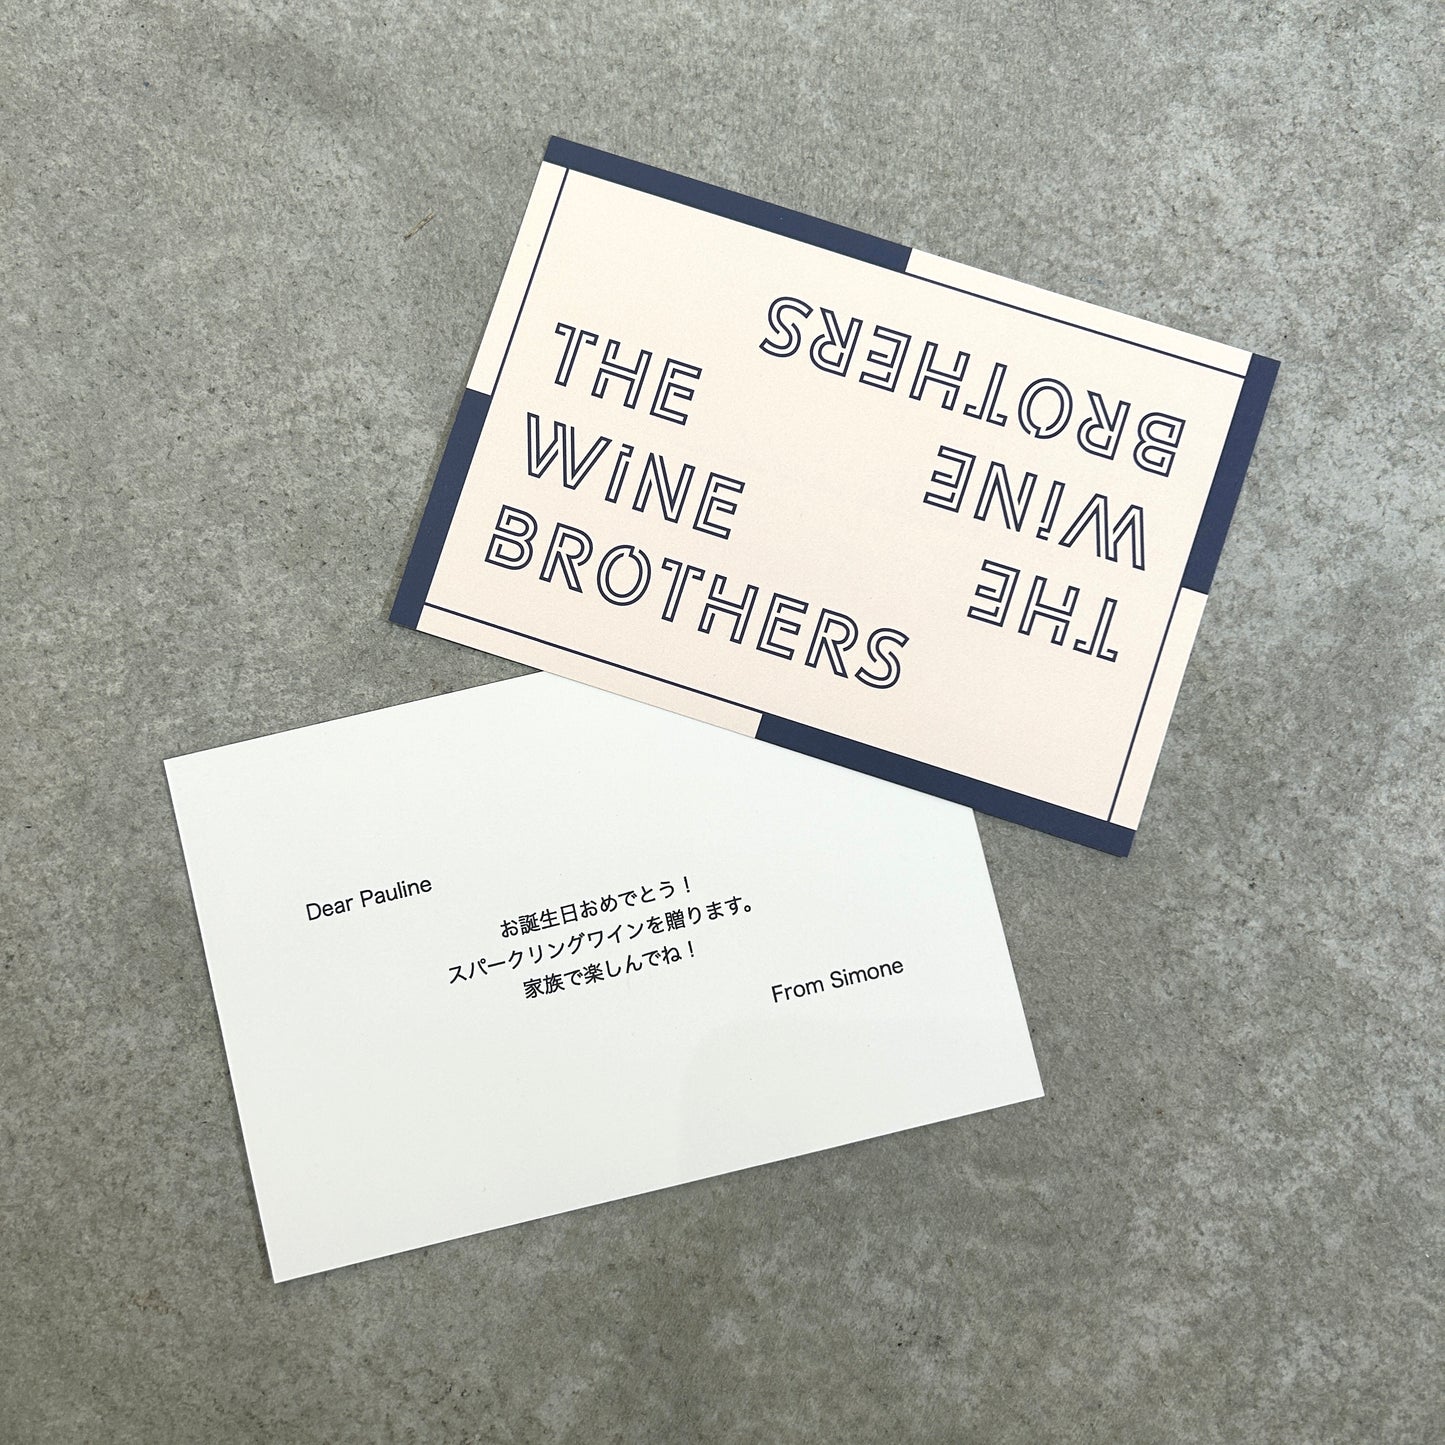 THE
WiNE
BROTHERS
THE
WiNE
BROTHERS
Dear Pauline
お誕生日おめでとう！
スパークリングワインを贈ります。
家族で楽しんでね！
From Simone